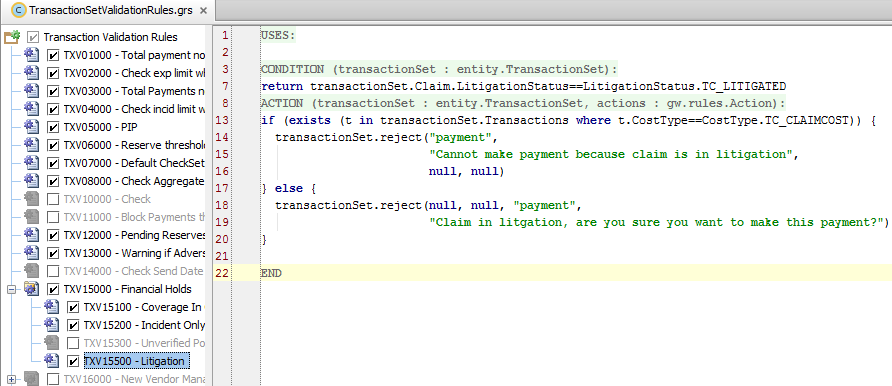 TransactionSetValidationRules.grs
Transaction Validation Rules
TXV01000 - Total payment no
TXV02000 - Check exp limit wh
TXV03000 - Total Payments no
TXV04000 - Check incid limit w
TXV05000 - PIP
TXV06000 - Reserve threshold
TXV07000 - Default CheckSet
TXV08000 - Check Aggregate
TXV10000 - Check
TXV11000 - Block Payments th
TXV12000 - Pending Reserves
TXV13000 - Warning if Advers
TXV14000 - Check Send Date
TXV15000 - Financial Holds
TXV15100 - Coverage In
TXV15200 - Incident Only
TXV15300 - Unverified Po
TXV15500 - Litigation
TXV16000 - New Vendor Mana
1 USES:
2
3 CONDITION (transactionSet : entity.TransactionSet):
7 return transactionSet.Claim.LitigationStatus==LitigationStatus.TC_LITIGATED
8 ACTION (transactionSet : entity.TransactionSet, actions : gw.rules.Action):
13 if (exists (t in transactionSet.Transactions where t.CostType==CostType.TC_CLAIMCOST)) {
14 transactionSet.reject("payment",
15 "Cannot make payment because claim is in litigation",
16 null, null)
17 } else {
18 transactionSet.reject(null, null, "payment",
19 "Claim in litgation, are you sure you want to make this payment?")
20 }
21
22 END